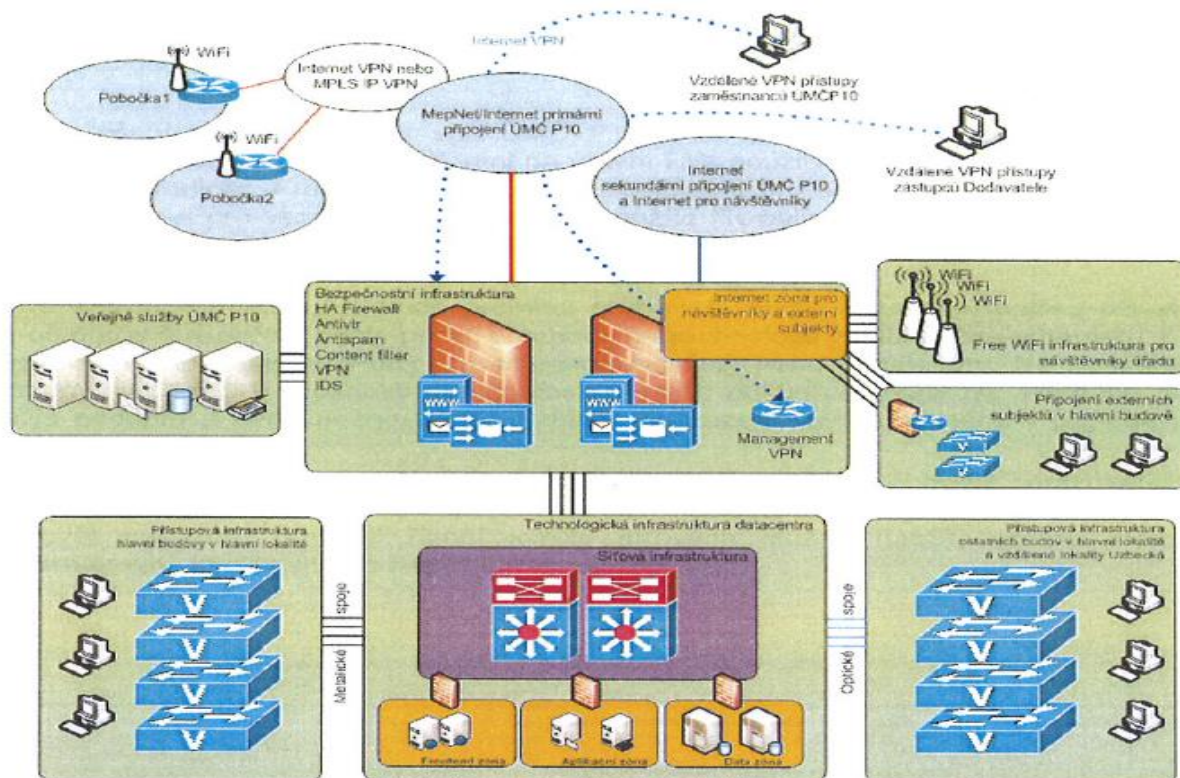 WiFi
Pobočka1
WiFi
Pobočka2
Internet VPN nebo
MPLS IP VPN
Internet VPN
MepNet/Internet primární
připojení ÚMČ P10
Vzdálené VPN přístupy
zaměstnanců ÚMČP10
Vzdálené VPN přístupy
zástupců Dodavatele
Internet
sekundární připojení ÚMČ P10
a Internet pro návštěvníky
Veřejné služby ÚMČ P10
Bezpečnostní infrastruktura
HA Firewall
Antivir
Antispam
Content filter
VPN
IDS
WWW
WWW
Internet zóna pro
návštěvníky a externí
subjekty
Management
VPN
WiFi
WiFi
WiFi
Free WiFi infrastruktura pro
návštěvníky úřadu
Připojení externích
subjektů v hlavní budově
V
V
Přístupová infrastruktura
hlavní budovy v hlavní lokalitě
V
V
V
V
Metalické spoje
Technologická infrastruktura datacentra
Síťová infrastruktura
Frontend zóna
Aplikační zóna
Data zóna
Optické spoje
Přístupová infrastruktura
ostatních budov v hlavní lokalitě
a vzdálené lokality Uzbecká
V
V
V
V